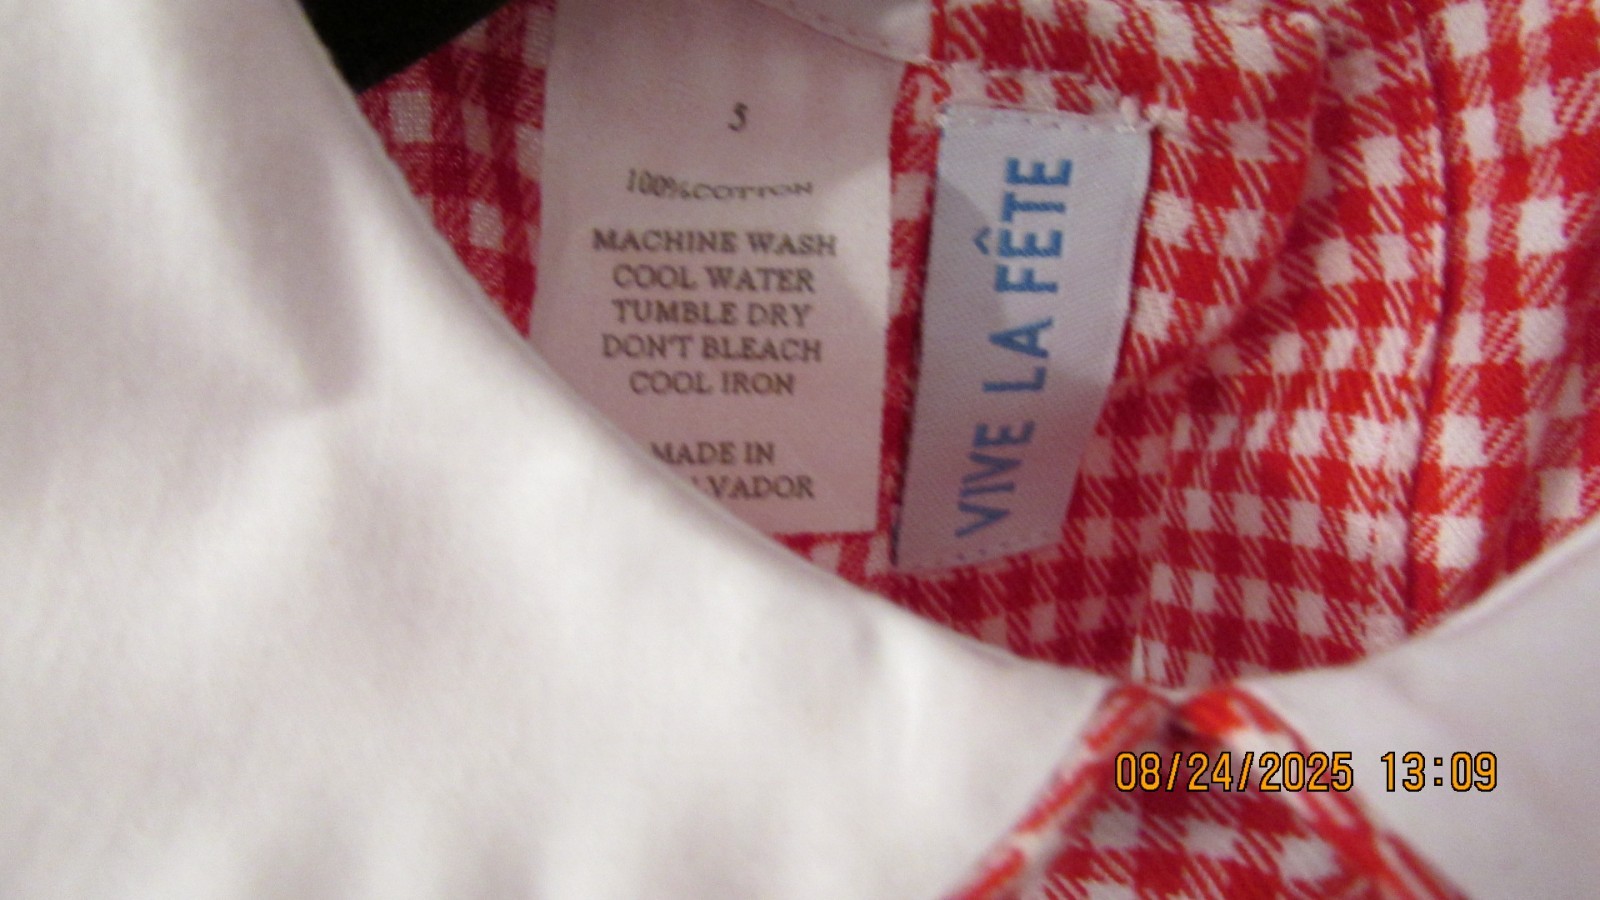 5
100%COTTON
MACHINE WASH
COOL WATER
TUMBLE DRY
DON'T BLEACH
COOL IRON
MADE IN
LVADOR
VIVE LA FÊTE
08/24/2025 13:09